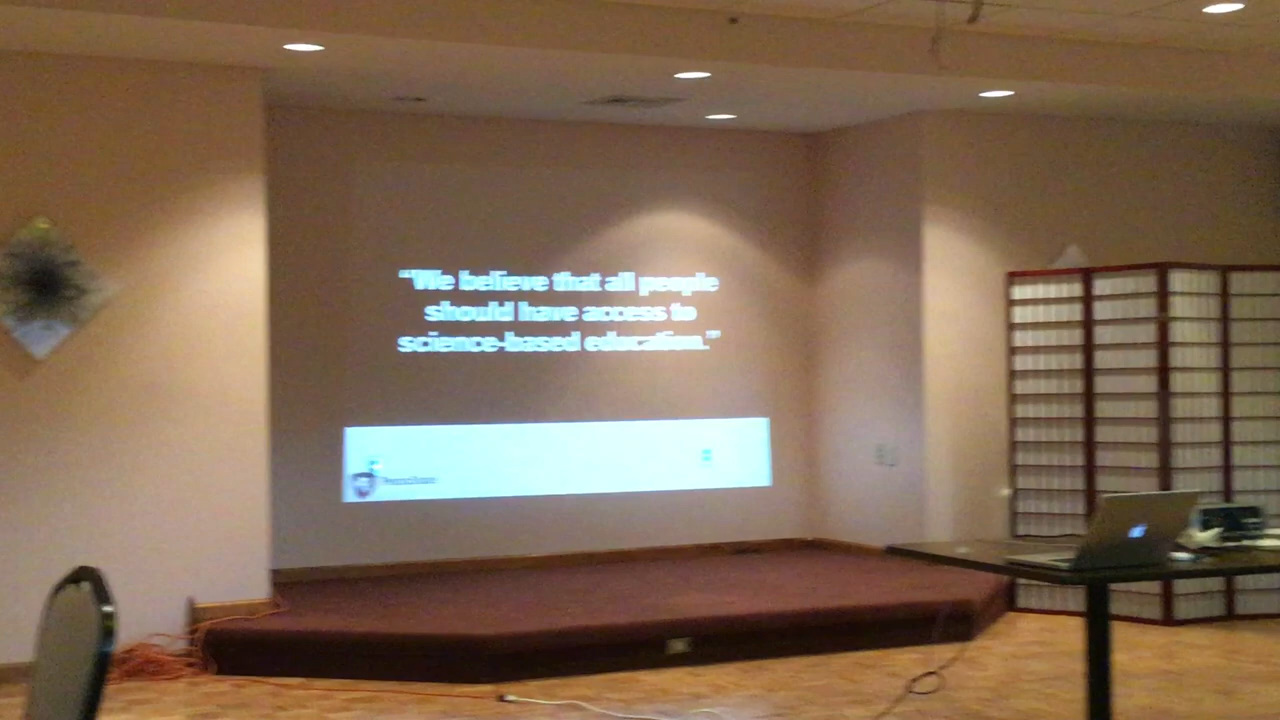 “We believe that all people
should have access to
science-based education.”